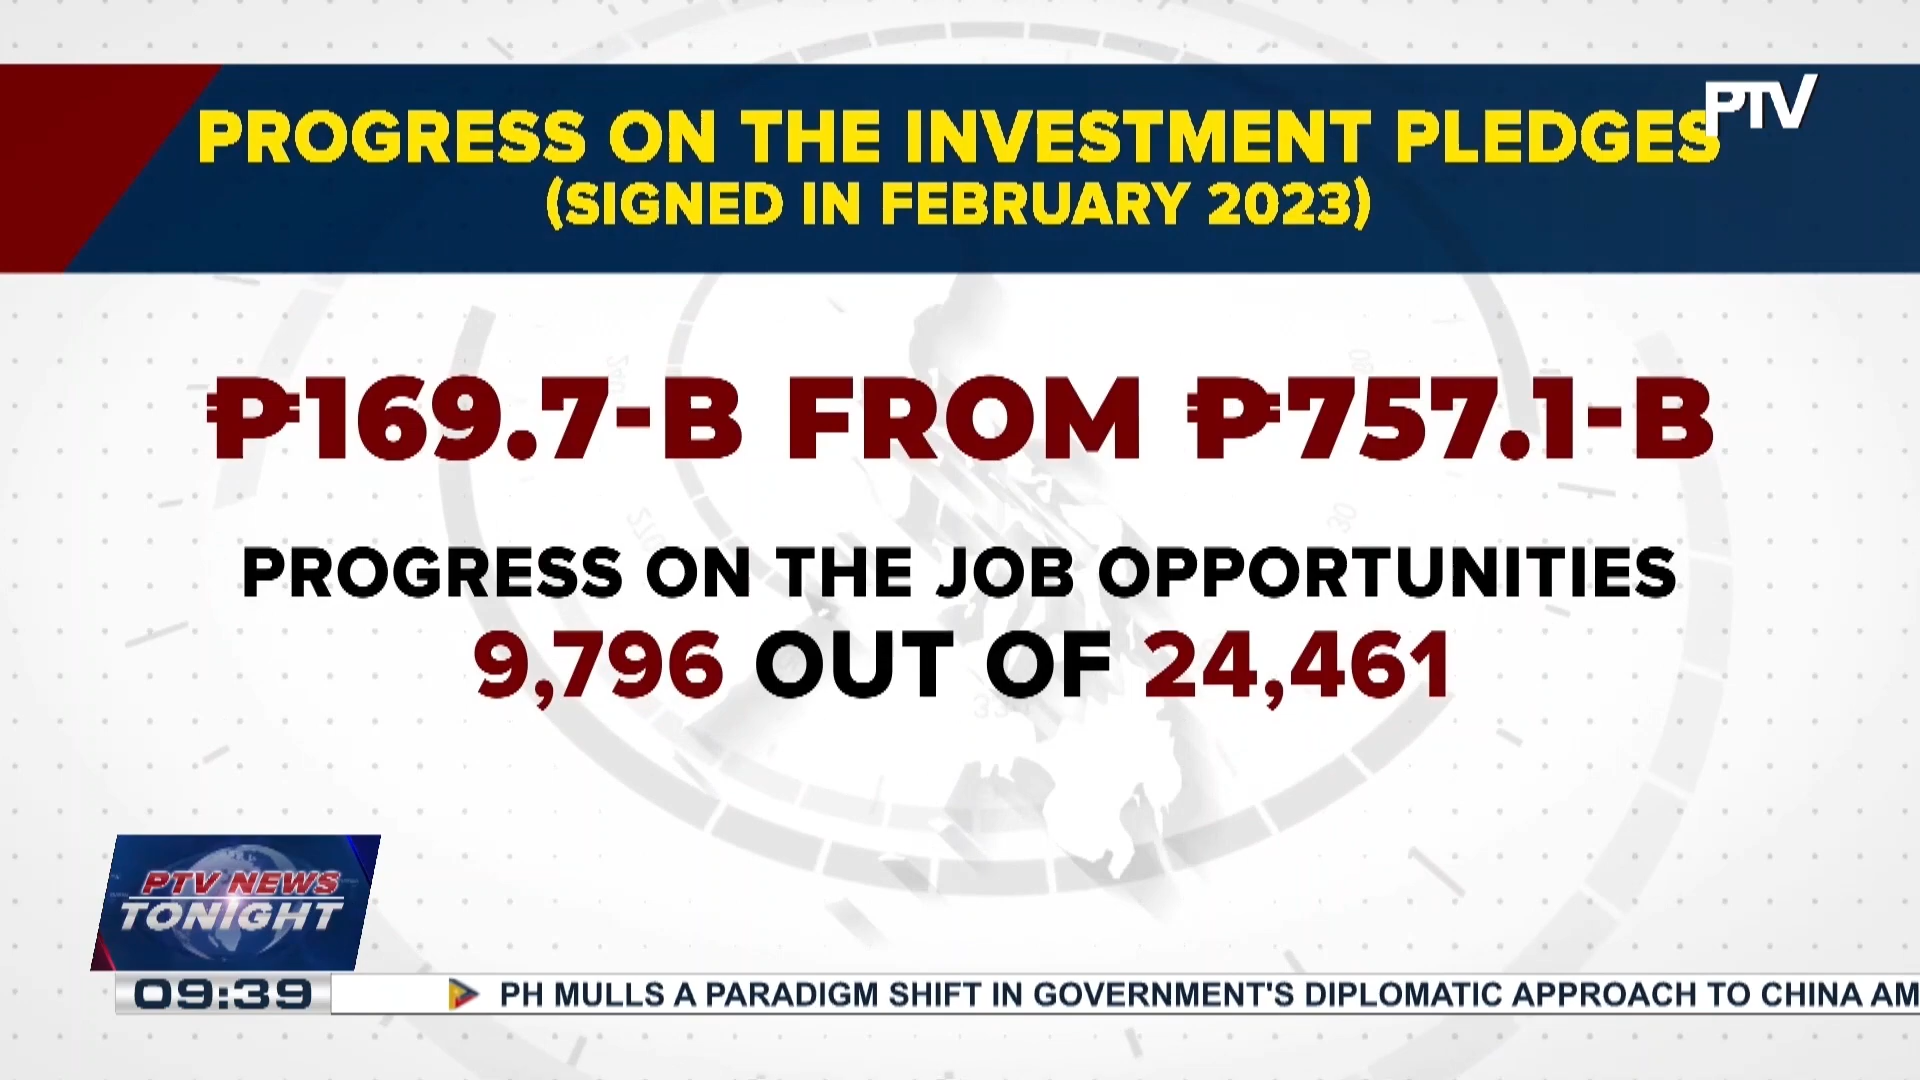 PTV
PROGRESS ON THE INVESTMENT PLEDGES
(SIGNED IN FEBRUARY 2023)
₱169.7-B FROM ₱757.1-B
PROGRESS ON THE JOB OPPORTUNITIES
9,796 OUT OF 24,461
PTV NEWS
TONIGHT
09:39
PH MULLS A PARADIGM SHIFT IN GOVERNMENT'S DIPLOMATIC APPROACH TO CHINA AM